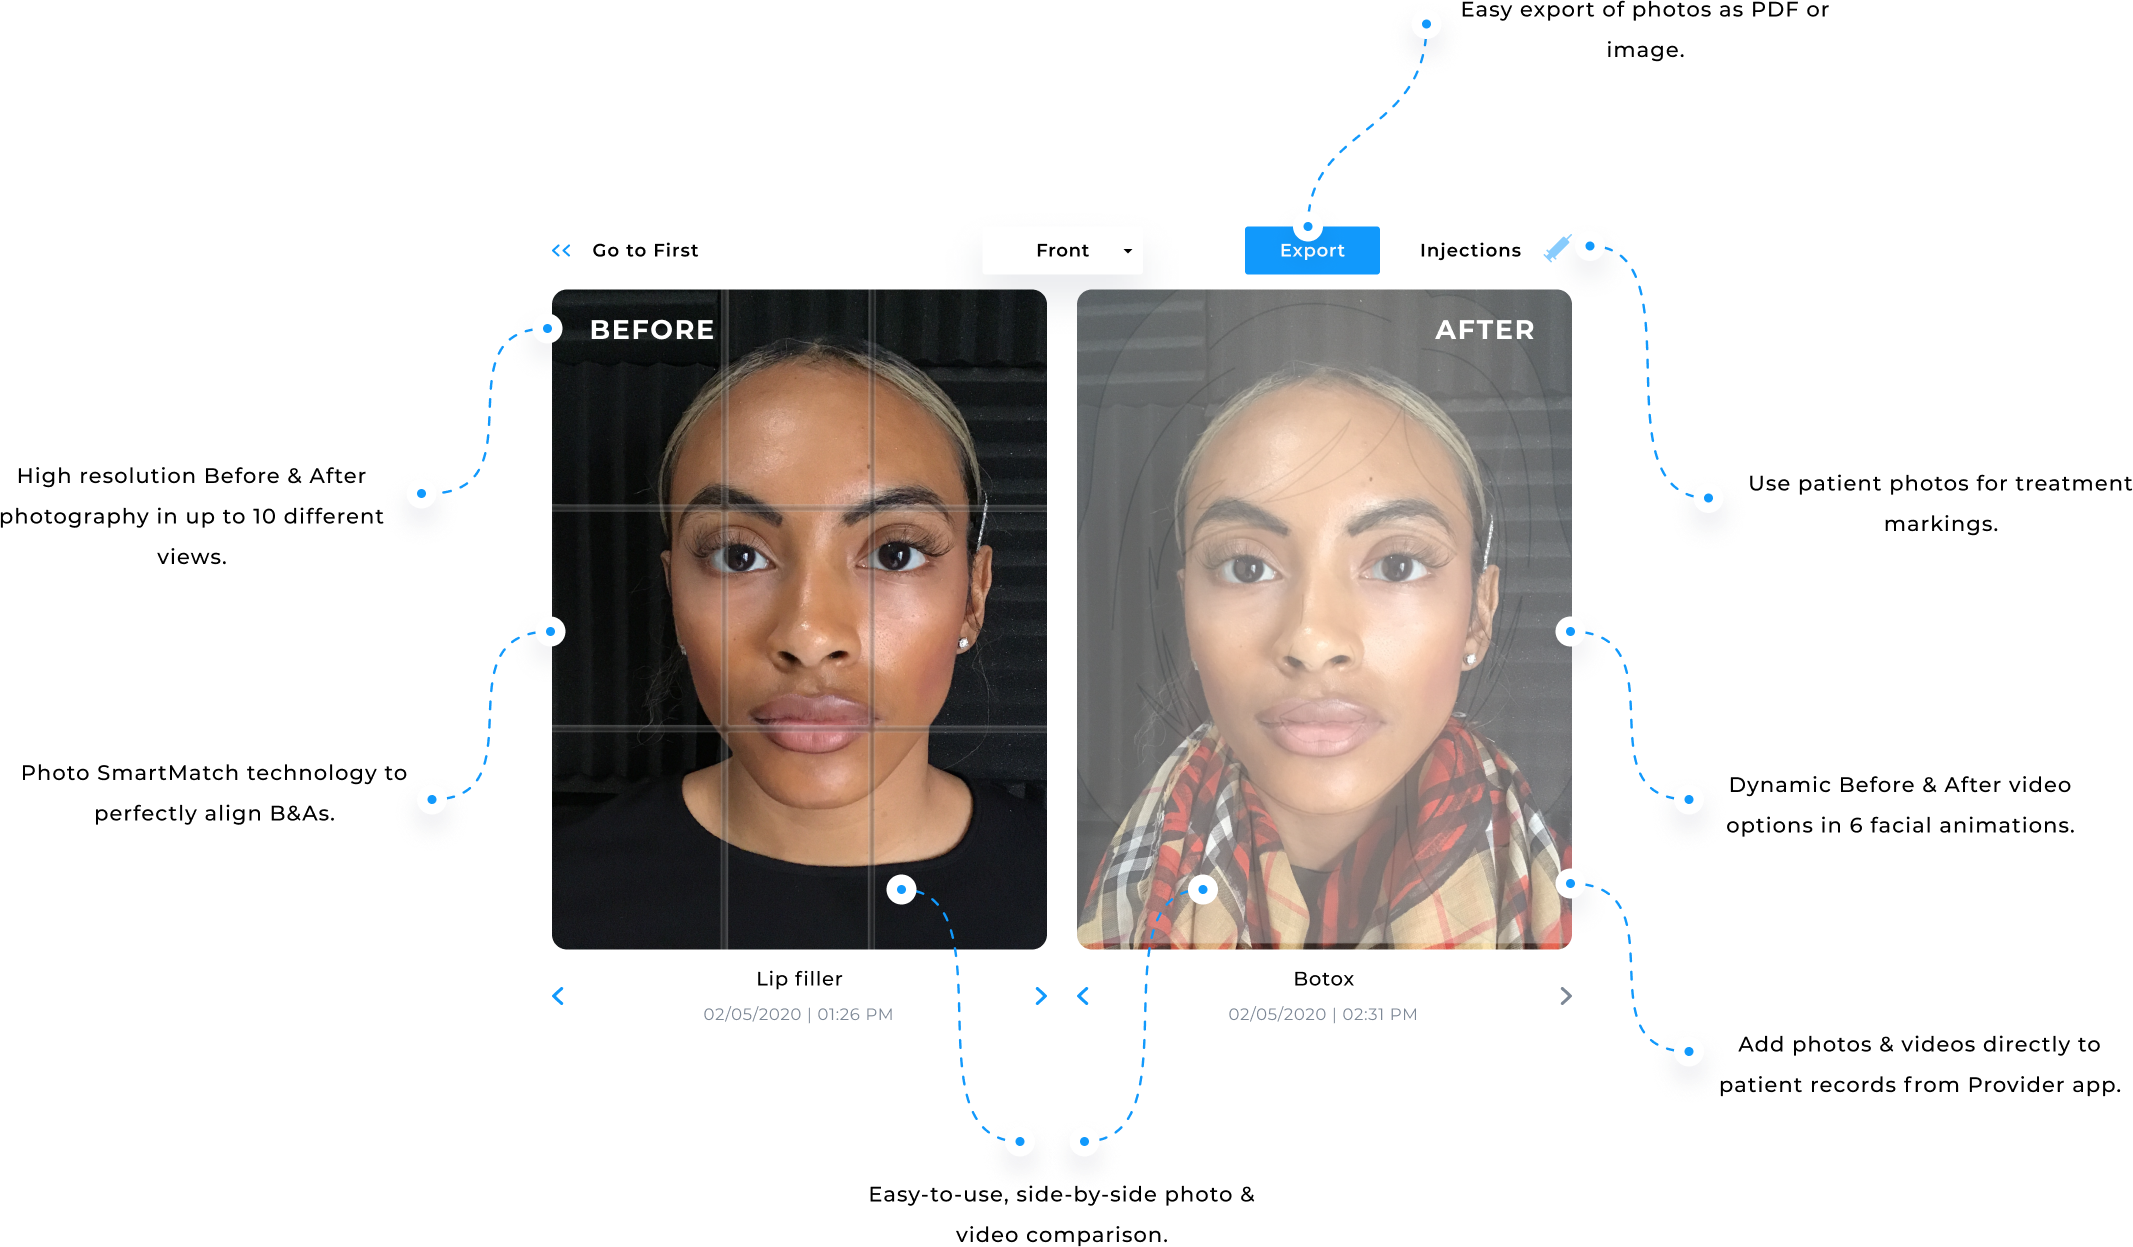 Easy export of photos as PDF or
image.
Go to First
Front
Export
Injections
BEFORE
AFTER
High resolution Before & After
photography in up to 10 different
views.
Use patient photos for treatment
markings.
Photo SmartMatch technology to
perfectly align B&As.
Dynamic Before & After video
options in 6 facial animations.
Lip filler
02/05/2020 | 01:26 PM
Botox
02/05/2020 | 02:31 PM
Add photos & videos directly to
patient records from Provider app.
Easy-to-use, side-by-side photo &
video comparison.